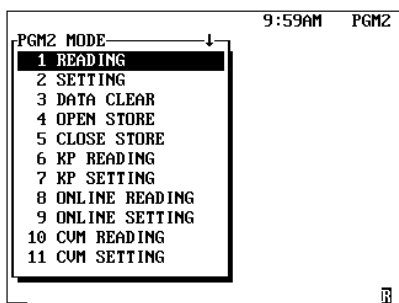 9:59AM PGM2
PGM2 MODE ↓
1 READING
2 SETTING
3 DATA CLEAR
4 OPEN STORE
5 CLOSE STORE
6 KP READING
7 KP SETTING
8 ONLINE READING
9 ONLINE SETTING
10 CVM READING
11 CVM SETTING
R